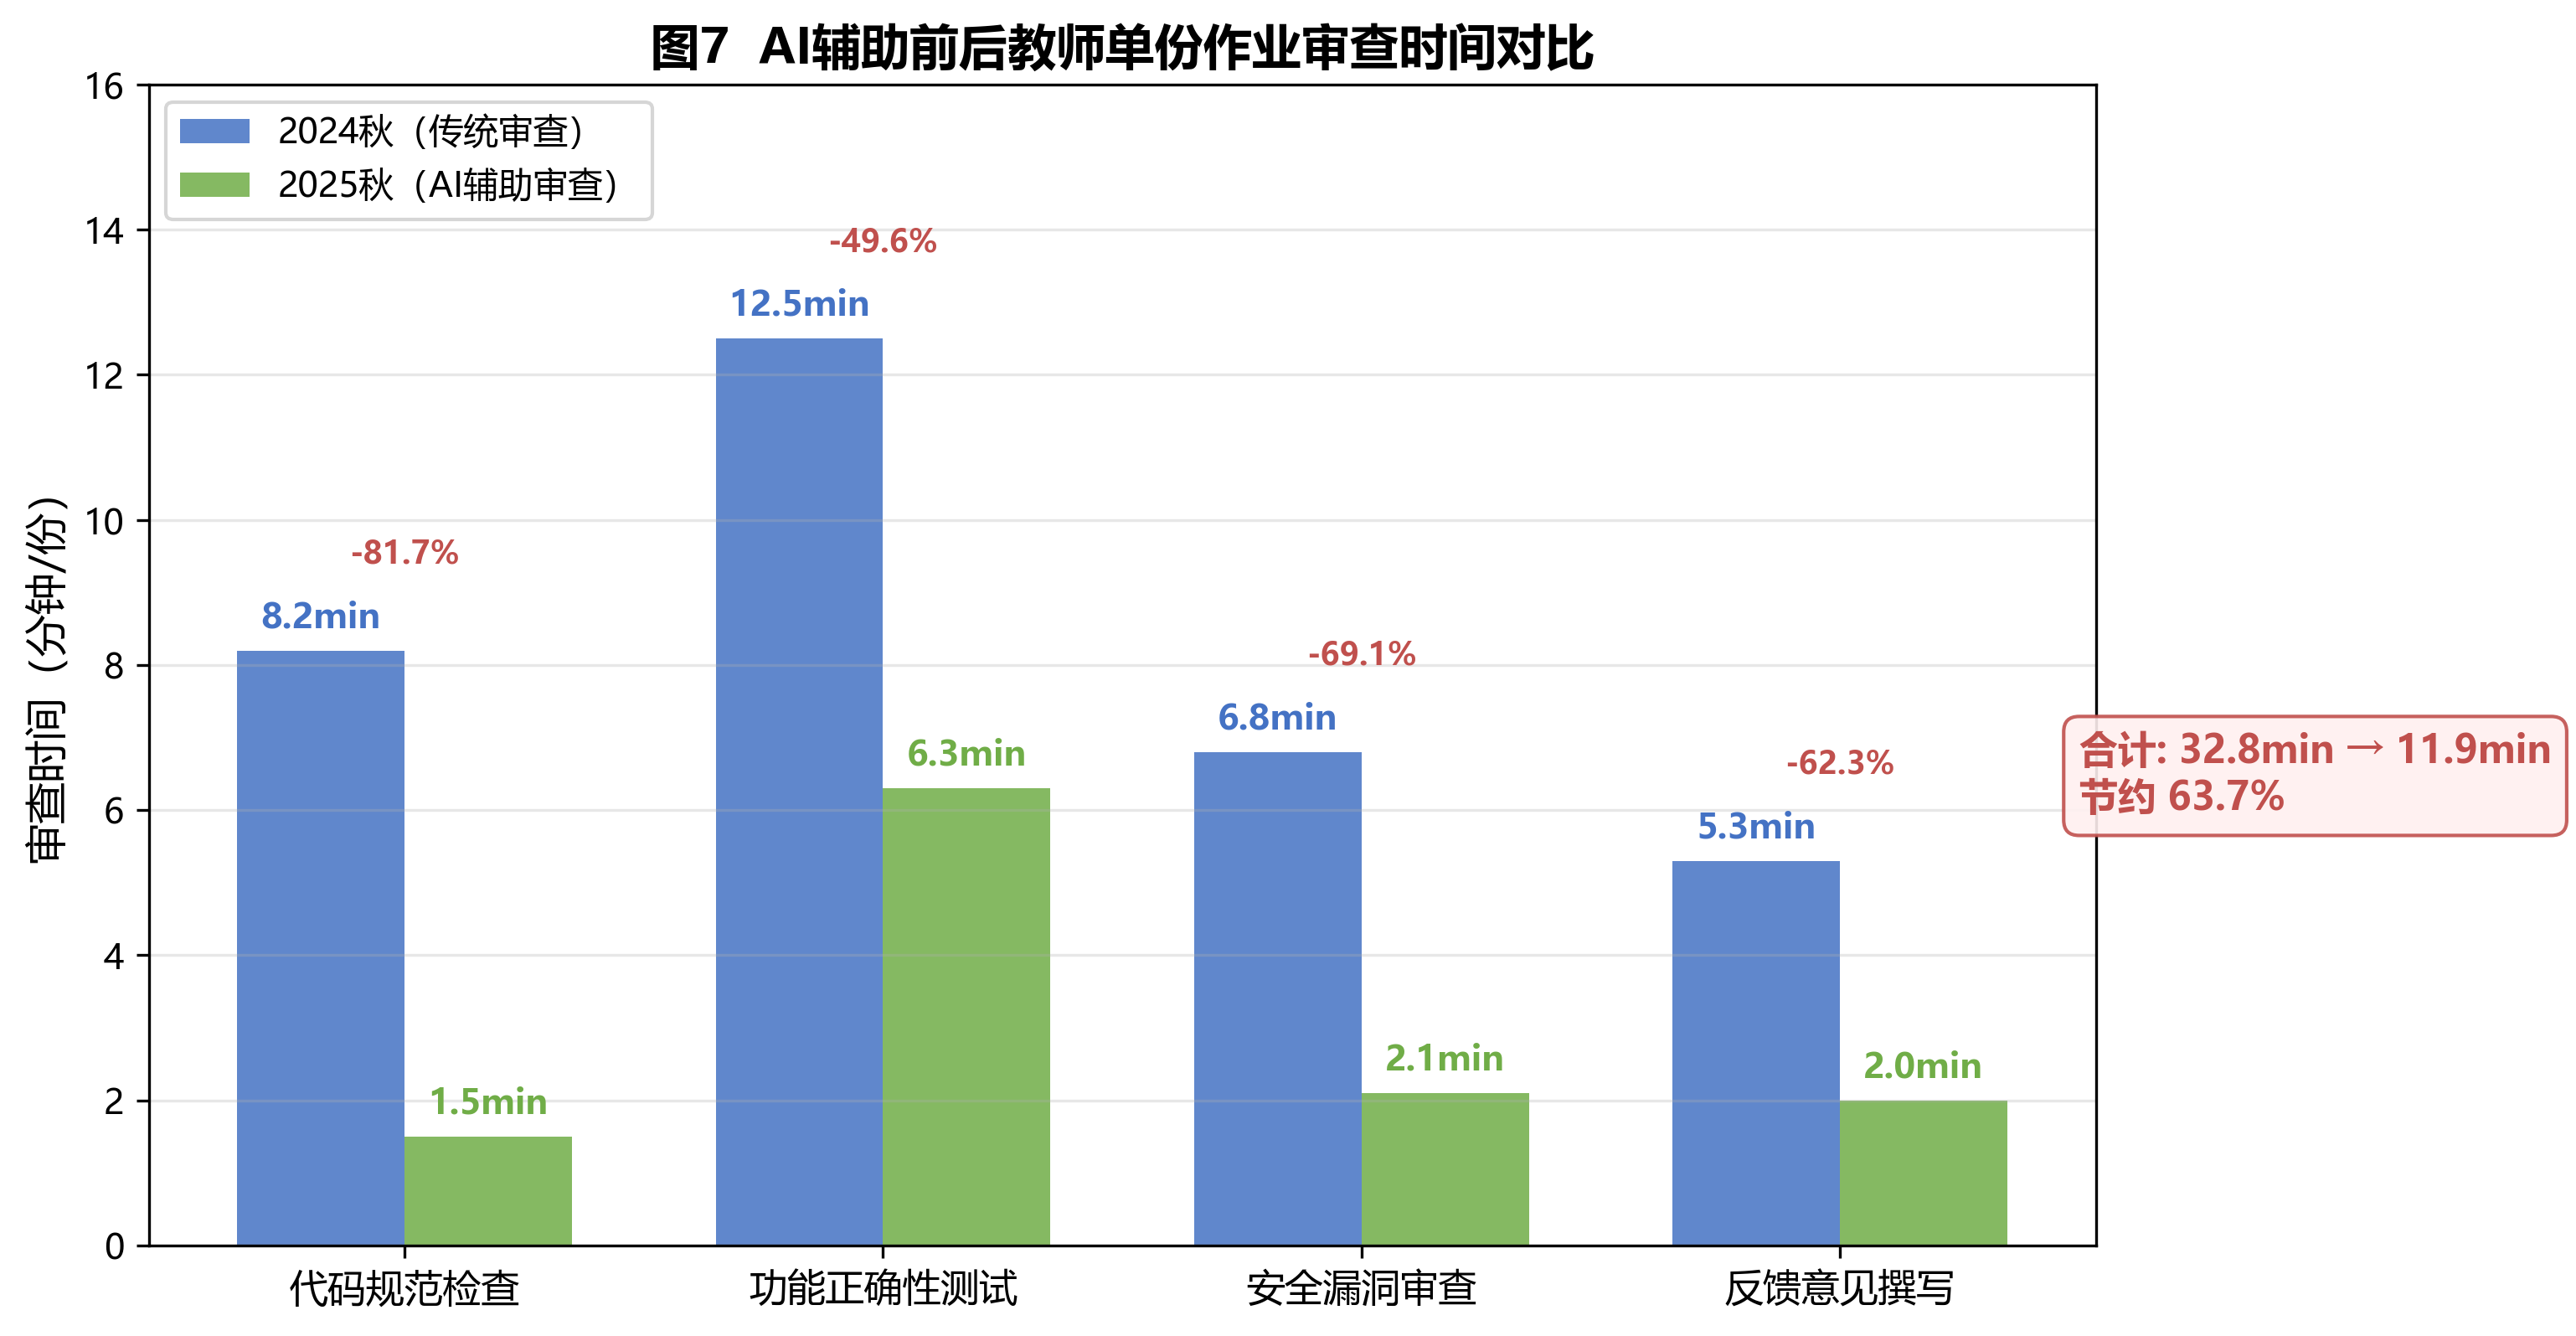 图7 AI辅助前后教师单份作业审查时间对比
2024秋（传统审查）
2025秋（AI辅助审查）
审查时间（分钟/份）
16
14
12
10
8
6
4
2
0
-81.7%
8.2min
1.5min
-49.6%
12.5min
6.3min
-69.1%
6.8min
2.1min
-62.3%
5.3min
2.0min
合计: 32.8min → 11.9min
节约 63.7%
代码规范检查
功能正确性测试
安全漏洞审查
反馈意见撰写